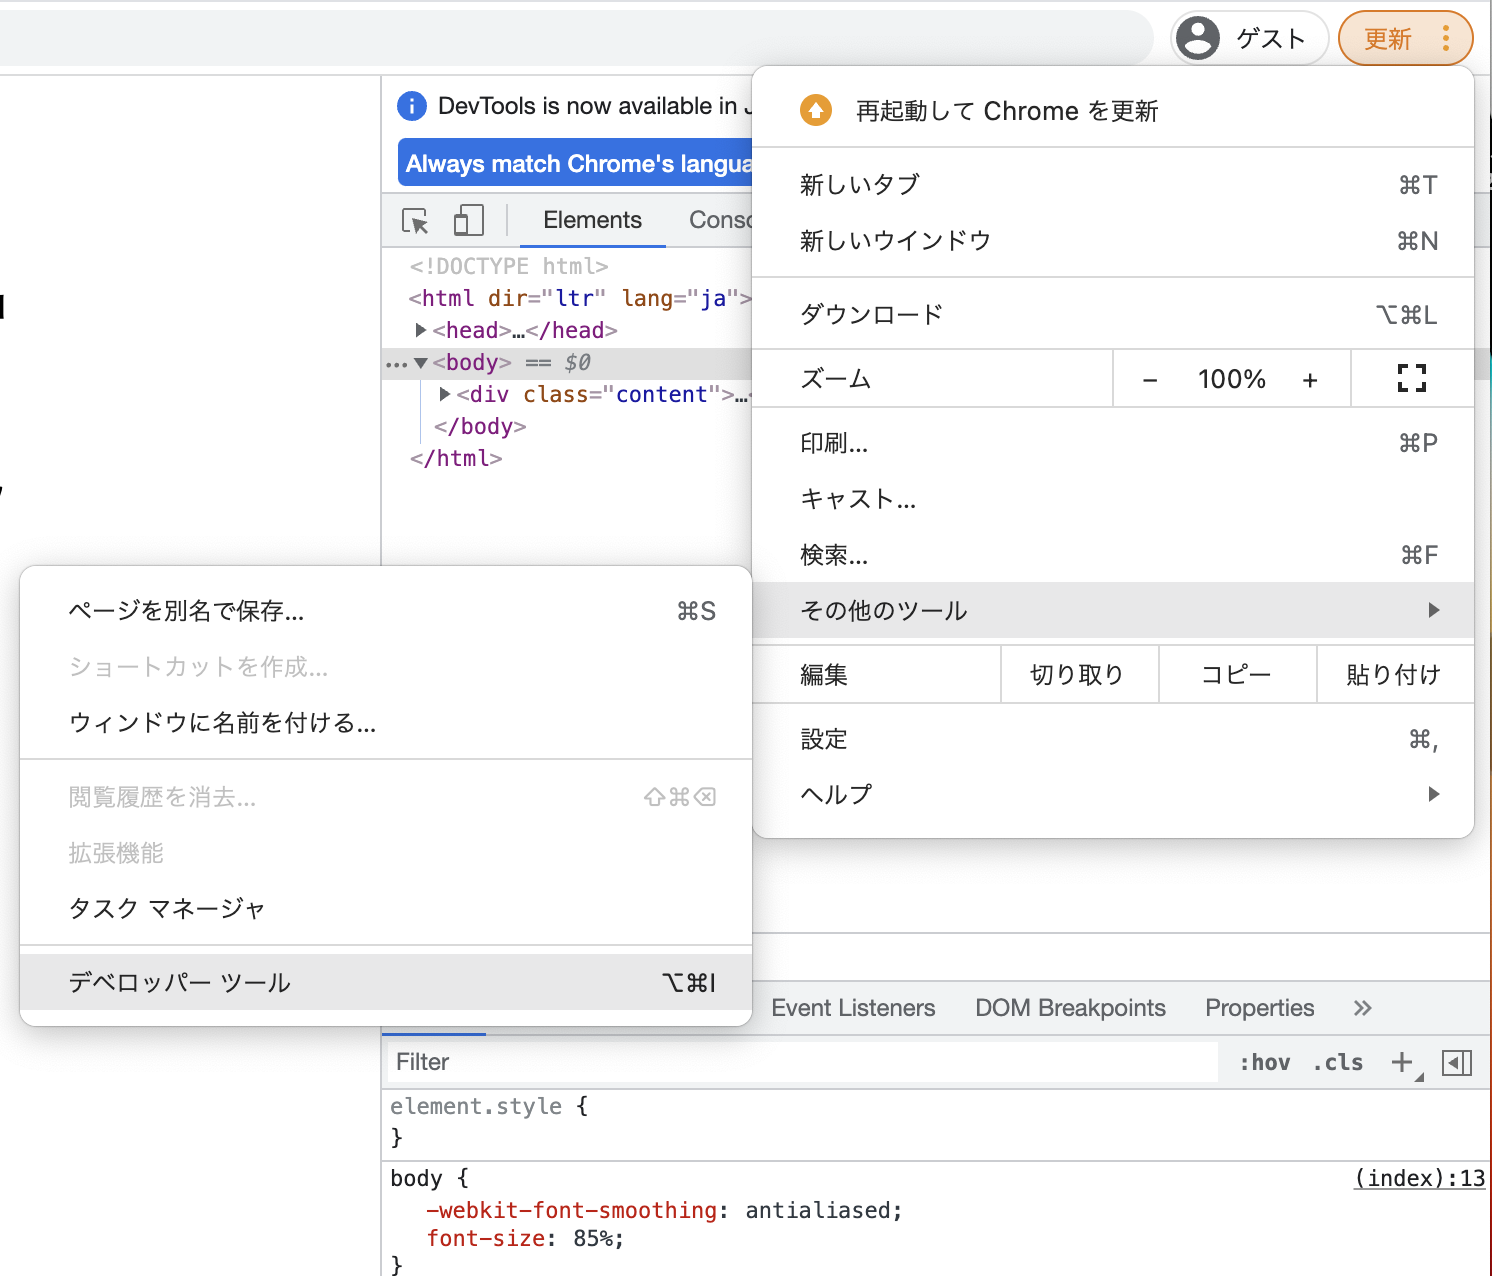 ゲスト
更新
DevTools is now available in J
Always match Chrome's langua
Elements
Conso
<!DOCTYPE html>
<html dir="ltr" lang="ja">
<head>…</head>
<body> == $0
<div class="content">…
</body>
</html>
再起動して Chrome を更新
新しいタブ ⌘T
新しいウインドウ ⌘N
ダウンロード ⌥⌘L
ズーム − 100% +
印刷... ⌘P
キャスト...
検索... ⌘F
その他のツール
編集 切り取り コピー 貼り付け
設定 ⌘,
ヘルプ
ページを別名で保存... ⌘S
ショートカットを作成...
ウィンドウに名前を付ける...
閲覧履歴を消去... ⇧⌘⌫
拡張機能
タスク マネージャ
デベロッパー ツール ⌥⌘I
Event Listeners DOM Breakpoints Properties »
Filter :hov .cls +
element.style {
}
body { (index):13
-webkit-font-smoothing: antialiased;
font-size: 85%;
}